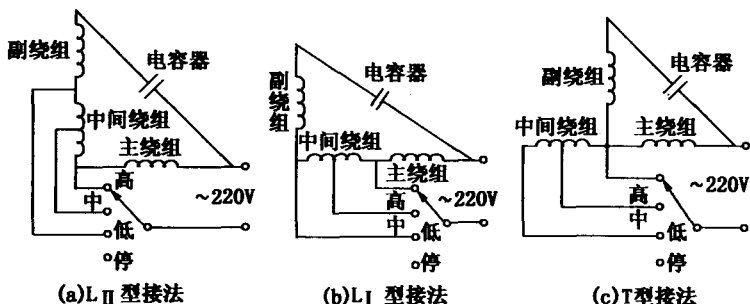 副绕组
电容器
中间绕组
主绕组
高
中
低
停
~220V
(a)LⅡ型接法
副绕组
电容器
中间绕组
主绕组
高
中
低
停
~220V
(b)LⅠ型接法
副绕组
电容器
中间绕组
主绕组
高
中
低
停
~220V
(c)T型接法